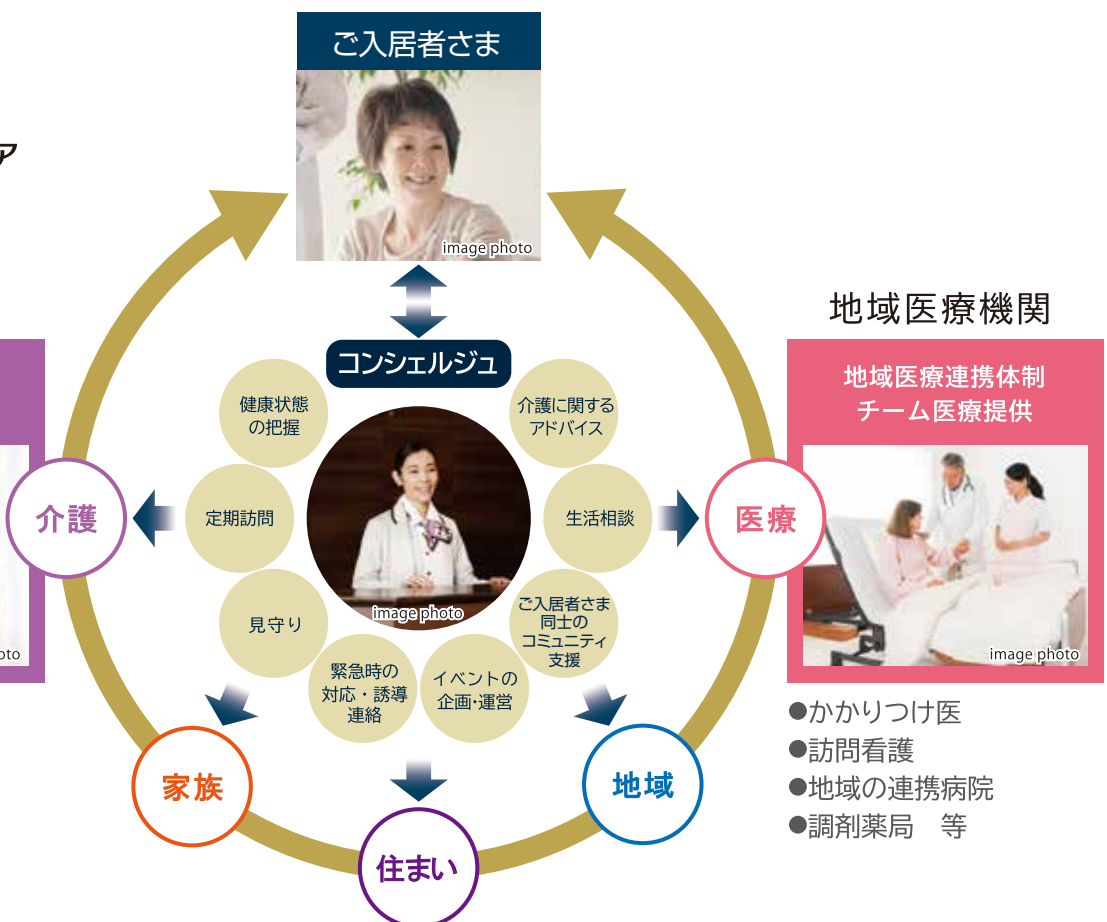 ご入居者さま
ア
image photo
地域医療機関
コンシェルジュ
地域医療連携体制
チーム医療提供
健康状態
の把握
介護に関する
アドバイス
介護
定期訪問
生活相談
医療
見守り
image photo
ご入居者さま
同士の
コミュニティ
支援
緊急時の
対応・誘導
連絡
イベントの
企画・運営
oto
image photo
●かかりつけ医
●訪問看護
●地域の連携病院
●調剤薬局　等
家族
地域
住まい